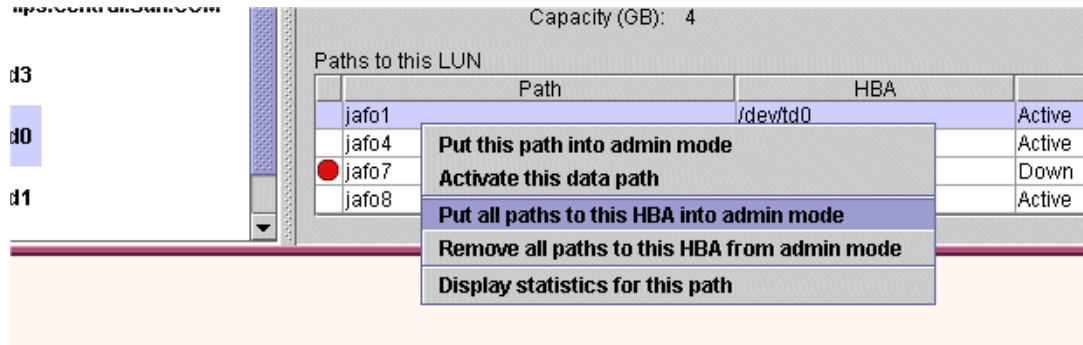 Capacity (GB): 4
Paths to this LUN
d3
d0
d1
Path HBA
jafo1 /dev/td0 Active
jafo4 Active
jafo7 Down
jafo8 Active
Put this path into admin mode
Activate this data path
Put all paths to this HBA into admin mode
Remove all paths to this HBA from admin mode
Display statistics for this path